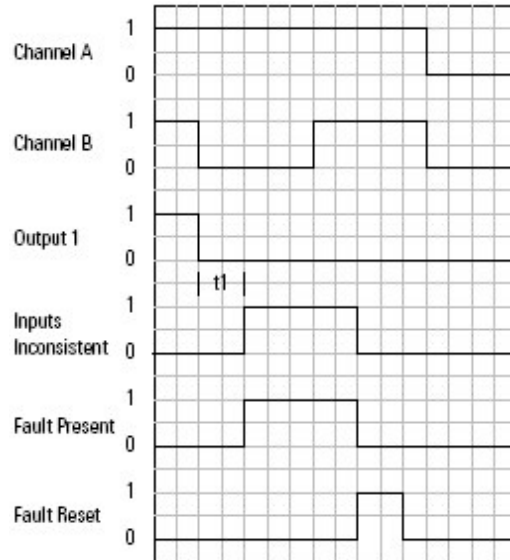 1
Channel A
0
1
Channel B
0
1
Output 1
0
t1
1
Inputs
Inconsistent 0
1
Fault Present
0
1
Fault Reset
0